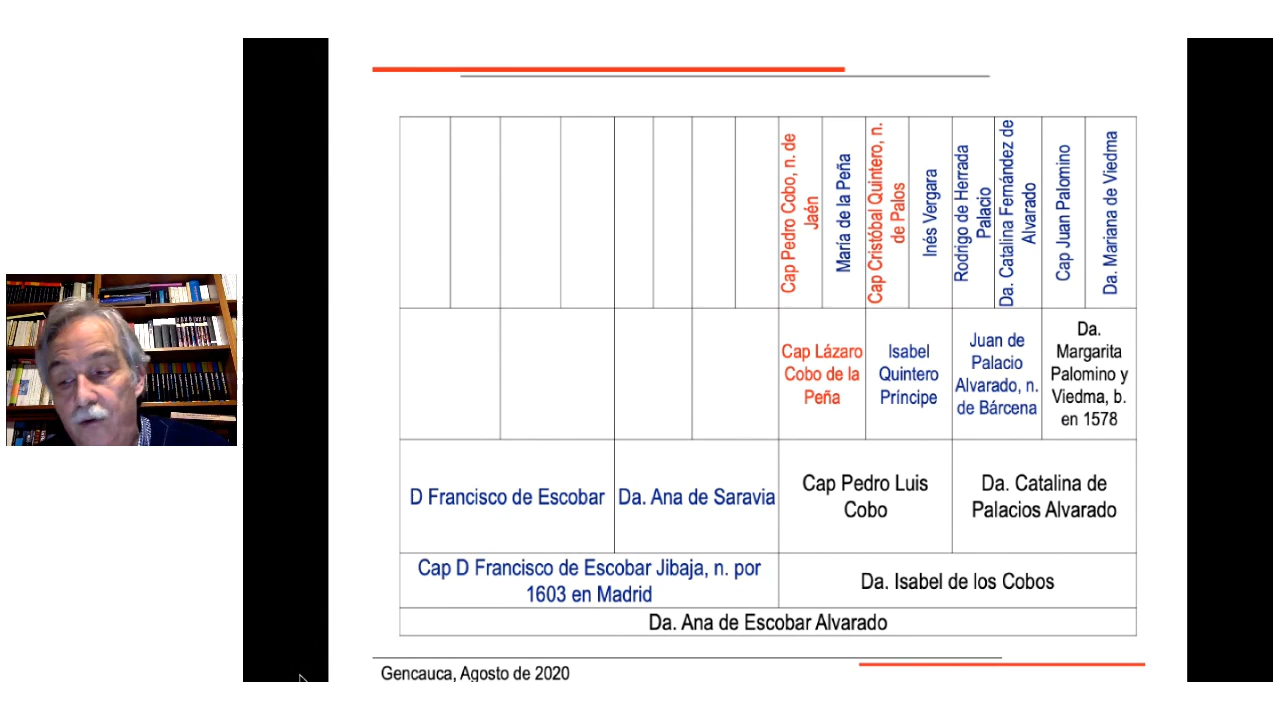 Cap Pedro Cobo, n. de
Jaén
María de la Peña
Cap Cristóbal Quintero, n.
de Palos
Inés Vergara
Rodrigo de Herrada
Palacio
Da. Catalina Fernández de
Alvarado
Cap Juan Palomino
Da. Mariana de Viedma
Cap Lázaro
Cobo de la
Peña
Isabel
Quintero
Príncipe
Juan de
Palacio
Alvarado, n.
de Bárcena
Da.
Margarita
Palomino y
Viedma, b.
en 1578
D Francisco de Escobar
Da. Ana de Saravia
Cap Pedro Luis
Cobo
Da. Catalina de
Palacios Alvarado
Cap D Francisco de Escobar Jibaja, n. por
1603 en Madrid
Da. Isabel de los Cobos
Da. Ana de Escobar Alvarado
Gencauca, Agosto de 2020